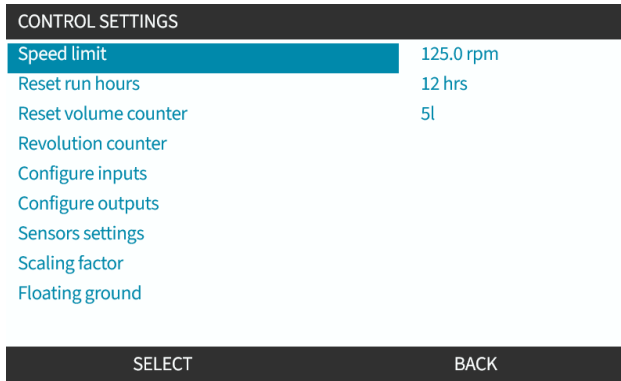 CONTROL SETTINGS
Speed limit 125.0 rpm
Reset run hours 12 hrs
Reset volume counter 5l
Revolution counter
Configure inputs
Configure outputs
Sensors settings
Scaling factor
Floating ground
SELECT BACK